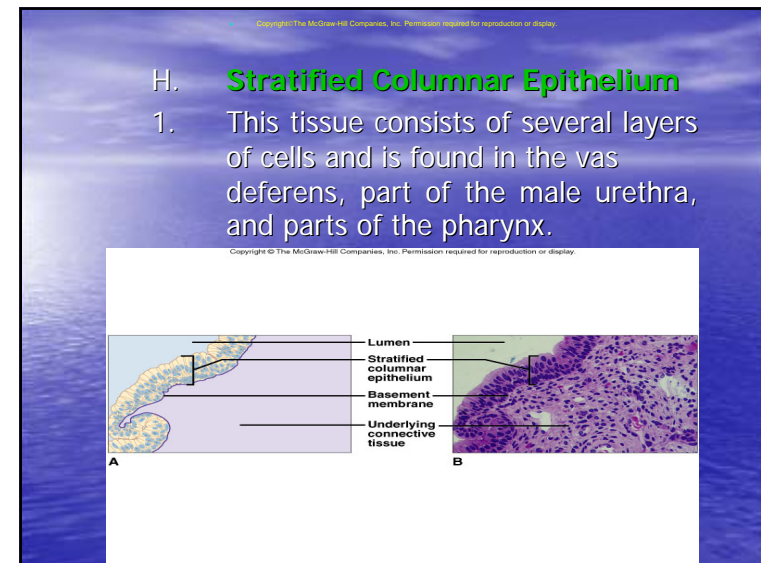 Copyright©The McGraw-Hill Companies, Inc. Permission required for reproduction or display.
H. Stratified Columnar Epithelium
1. This tissue consists of several layers
of cells and is found in the vas
deferens, part of the male urethra,
and parts of the pharynx.
Copyright © The McGraw-Hill Companies, Inc. Permission required for reproduction or display.
Lumen
Stratified
columnar
epithelium
Basement
membrane
Underlying
connective
tissue
A
B